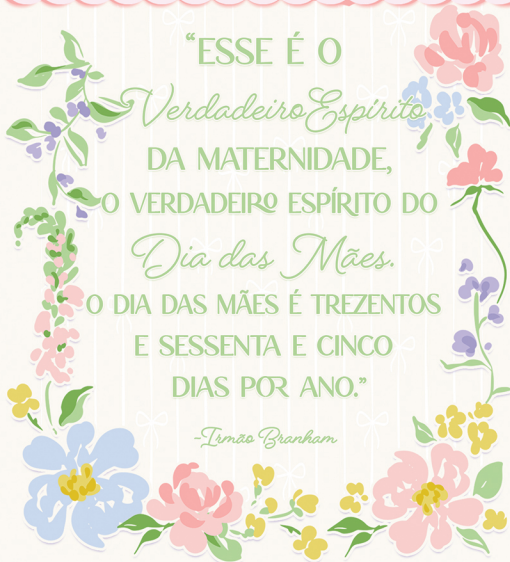 “ESSE É O
Verdadeiro Espírito
DA MATERNIDADE,
O VERDADEIRO ESPÍRITO DO
Dia das Mães.
O DIA DAS MÃES É TREZENTOS
E SESSENTA E CINCO
DIAS POR ANO.”
-Irmão Branham